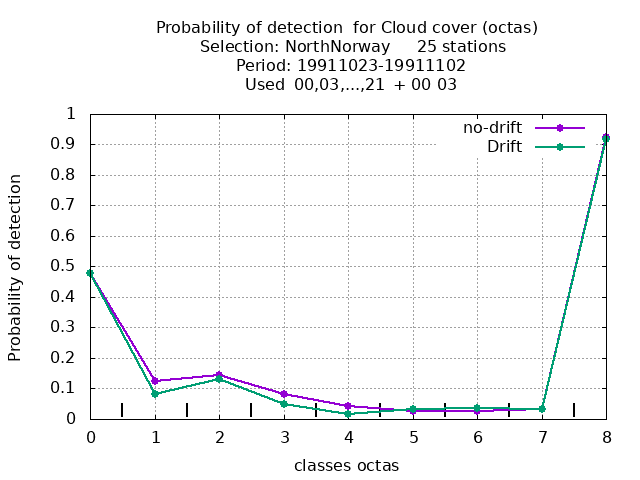 Probability of detection  for Cloud cover (octas)
Selection: NorthNorway     25 stations
Period: 19911023-19911102
Used  00,03,...,21  + 00 03
no-drift
Drift
Probability of detection
1
0.9
0.8
0.7
0.6
0.5
0.4
0.3
0.2
0.1
0
0 1 2 3 4 5 6 7 8
classes octas